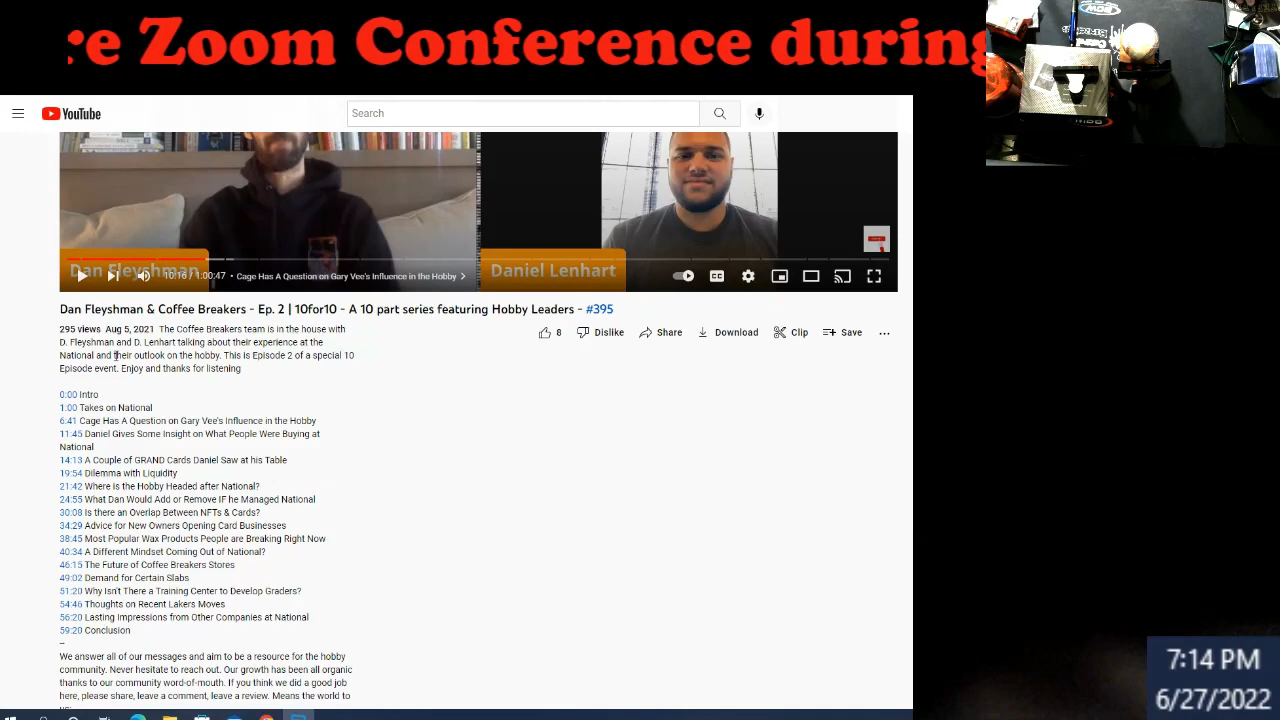 re Zoom Conference during
YouTube
Search
Dan Fleyshman
10:16 / 1:00:47 • Cage Has A Question on Gary Vee's Influence in the Hobby
Daniel Lenhart
Dan Fleyshman & Coffee Breakers - Ep. 2 | 10for10 - A 10 part series featuring Hobby Leaders - #395
295 views Aug 5, 2021 The Coffee Breakers team is in the house with
D. Fleyshman and D. Lenhart talking about their experience at the
National and their outlook on the hobby. This is Episode 2 of a special 10
Episode event. Enjoy and thanks for listening
8 Dislike Share Download Clip Save
0:00 Intro
1:00 Takes on National
6:41 Cage Has A Question on Gary Vee's Influence in the Hobby
11:45 Daniel Gives Some Insight on What People Were Buying at
National
14:13 A Couple of GRAND Cards Daniel Saw at his Table
19:54 Dilemma with Liquidity
21:42 Where is the Hobby Headed after National?
24:55 What Dan Would Add or Remove IF he Managed National
30:08 Is there an Overlap Between NFTs & Cards?
34:29 Advice for New Owners Opening Card Businesses
38:45 Most Popular Wax Products People are Breaking Right Now
40:34 A Different Mindset Coming Out of National?
46:15 The Future of Coffee Breakers Stores
49:02 Demand for Certain Slabs
51:20 Why Isn't There a Training Center to Develop Graders?
54:46 Thoughts on Recent Lakers Moves
56:20 Lasting Impressions from Other Companies at National
59:20 Conclusion
--
We answer all of our messages and aim to be a resource for the hobby
community. Never hesitate to reach out. Our growth has been all organic
thanks to our community word-of-mouth. If you think we did a good job
here, please share, leave a comment, leave a review. Means the world to
7:14 PM
6/27/2022